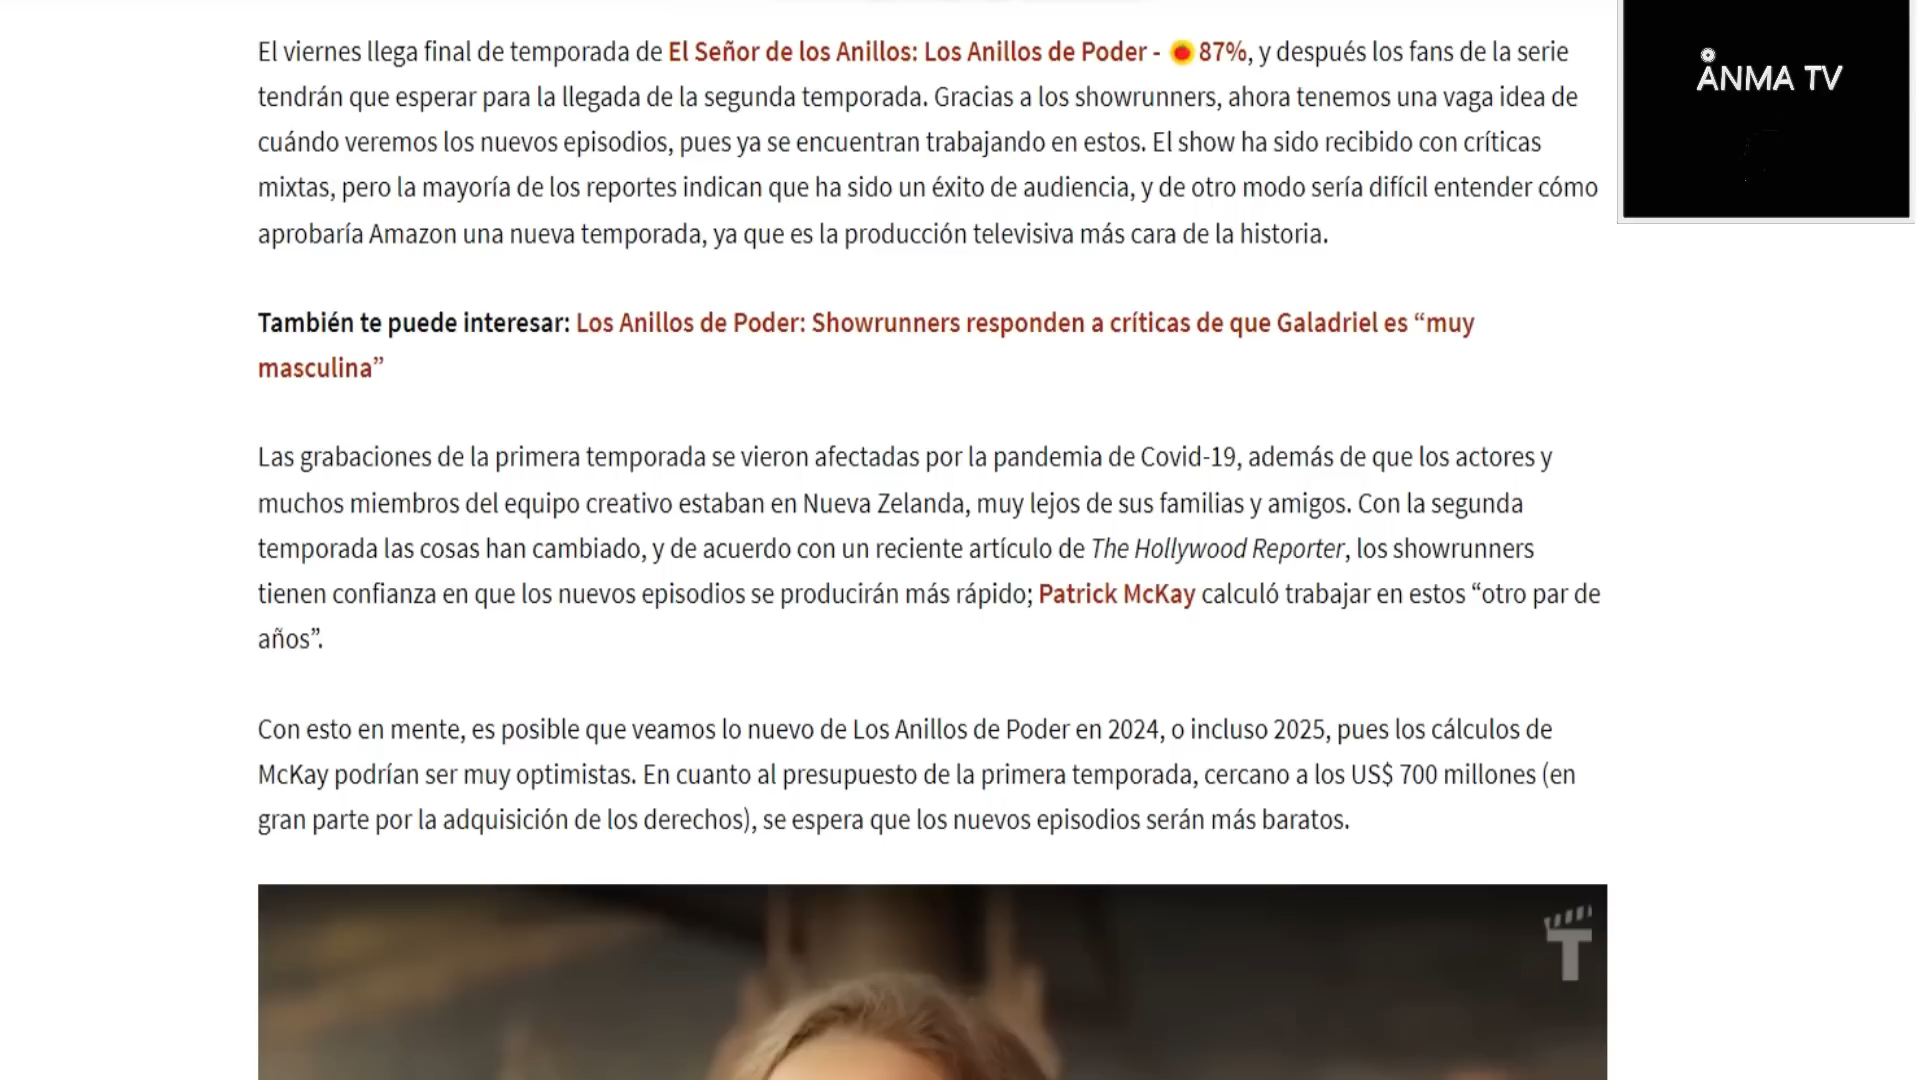 El viernes llega final de temporada de El Señor de los Anillos: Los Anillos de Poder - 87%, y después los fans de la serie
tendrán que esperar para la llegada de la segunda temporada. Gracias a los showrunners, ahora tenemos una vaga idea de
cuándo veremos los nuevos episodios, pues ya se encuentran trabajando en estos. El show ha sido recibido con críticas
mixtas, pero la mayoría de los reportes indican que ha sido un éxito de audiencia, y de otro modo sería difícil entender cómo
aprobaría Amazon una nueva temporada, ya que es la producción televisiva más cara de la historia.
También te puede interesar: Los Anillos de Poder: Showrunners responden a críticas de que Galadriel es “muy
masculina”
Las grabaciones de la primera temporada se vieron afectadas por la pandemia de Covid-19, además de que los actores y
muchos miembros del equipo creativo estaban en Nueva Zelanda, muy lejos de sus familias y amigos. Con la segunda
temporada las cosas han cambiado, y de acuerdo con un reciente artículo de The Hollywood Reporter, los showrunners
tienen confianza en que los nuevos episodios se producirán más rápido; Patrick McKay calculó trabajar en estos “otro par de
años”.
Con esto en mente, es posible que veamos lo nuevo de Los Anillos de Poder en 2024, o incluso 2025, pues los cálculos de
McKay podrían ser muy optimistas. En cuanto al presupuesto de la primera temporada, cercano a los US$ 700 millones (en
gran parte por la adquisición de los derechos), se espera que los nuevos episodios serán más baratos.
ÅNMA TV
T